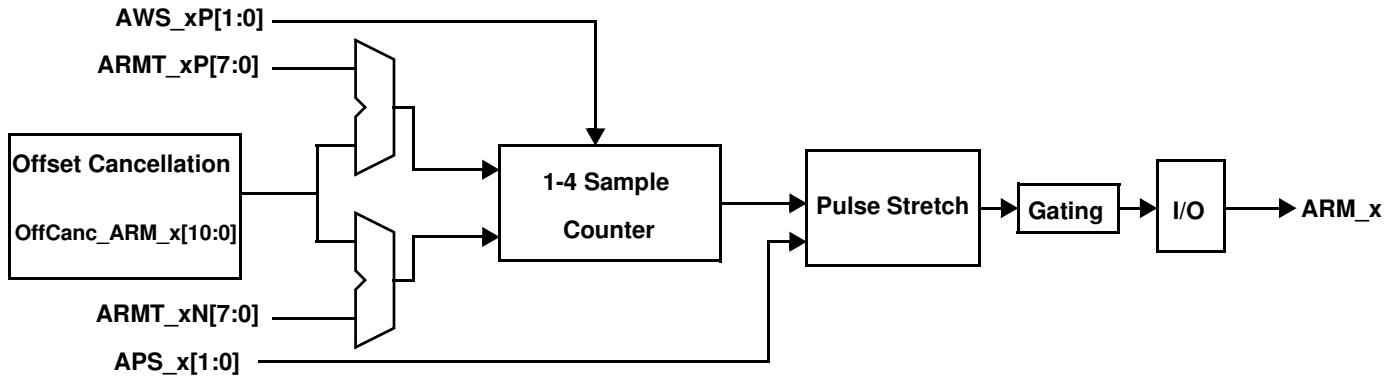 AWS_xP[1:0]
ARMT_xP[7:0]
Offset Cancellation
OffCanc_ARM_x[10:0]
ARMT_xN[7:0]
APS_x[1:0]
1-4 Sample
Counter
Pulse Stretch
Gating
I/O
ARM_x